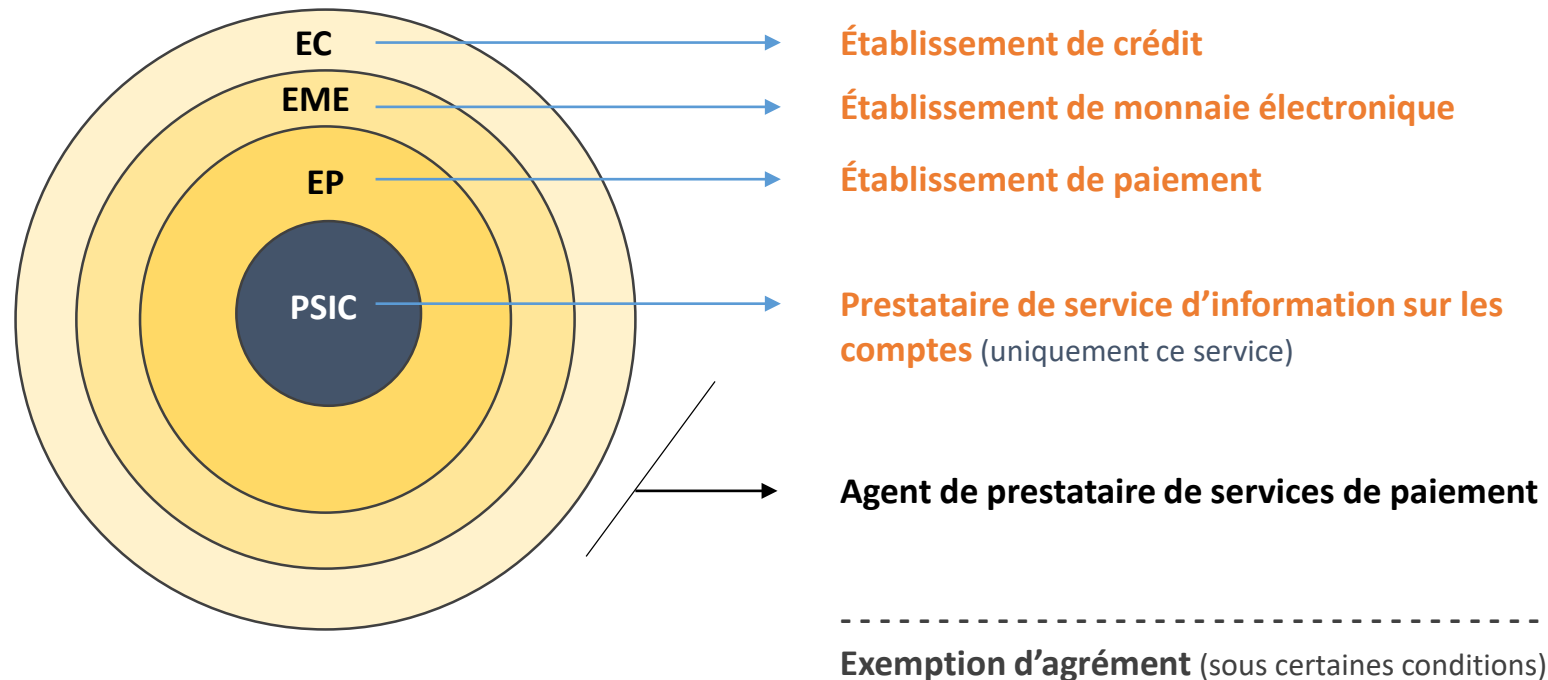 EC
Établissement de crédit
EME
Établissement de monnaie électronique
EP
Établissement de paiement
PSIC
Prestataire de service d’information sur les
comptes (uniquement ce service)
Agent de prestataire de services de paiement
Exemption d’agrément (sous certaines conditions)